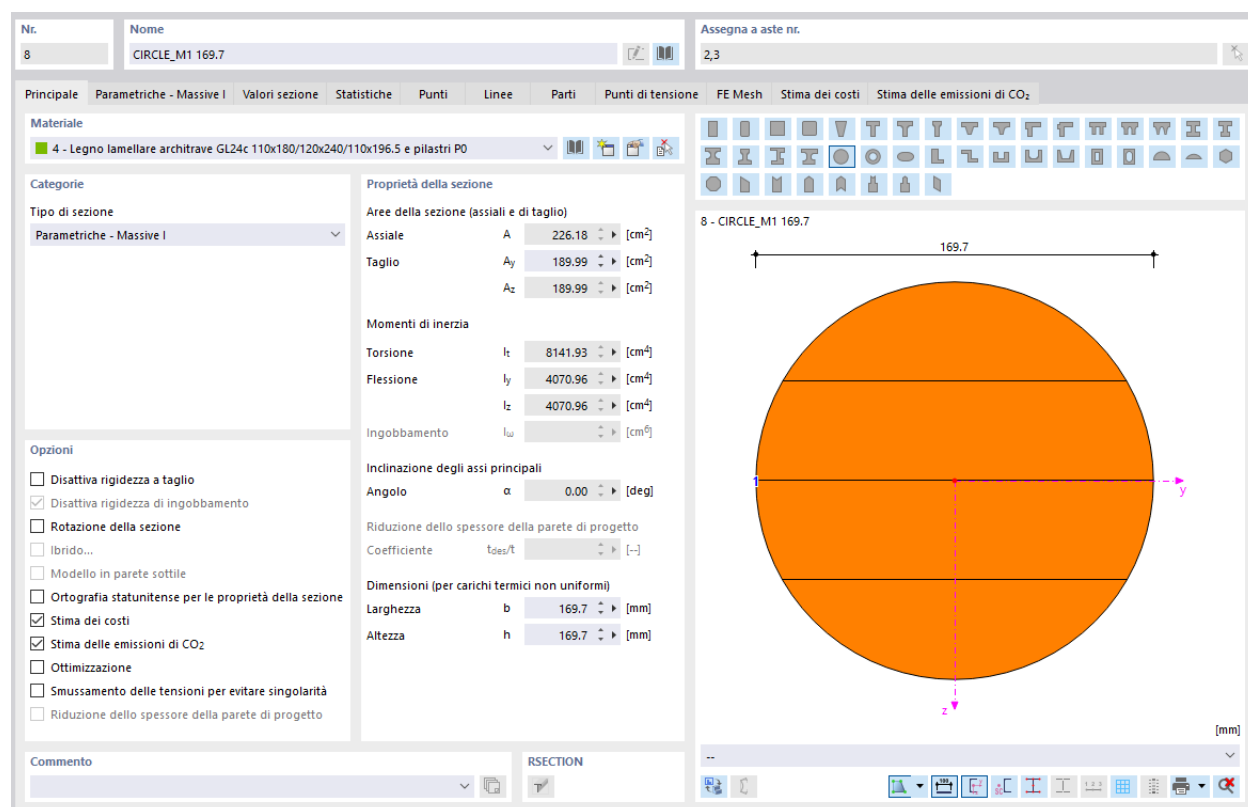 Nr.
Nome
Assegna a aste nr.
8
CIRCLE_M1 169.7
2,3
Principale Parametriche - Massive I Valori sezione Statistiche Punti Linee Parti Punti di tensione FE Mesh Stima dei costi Stima delle emissioni di CO₂
Materiale
4 - Legno lamellare architrave GL24c 110x180/120x240/110x196.5 e pilastri P0
Categorie
Tipo di sezione
Parametriche - Massive I
Opzioni
Disattiva rigidezza a taglio
Disattiva rigidezza di ingobbamento
Rotazione della sezione
Ibrido...
Modello in parete sottile
Ortografia statunitense per le proprietà della sezione
Stima dei costi
Stima delle emissioni di CO₂
Ottimizzazione
Smussamento delle tensioni per evitare singolarità
Riduzione dello spessore della parete di progetto
Proprietà della sezione
Aree della sezione (assiali e di taglio)
Assiale A 226.18 [cm²]
Taglio Ay 189.99 [cm²]
Az 189.99 [cm²]
Momenti di inerzia
Torsione It 8141.93 [cm⁴]
Flessione Iy 4070.96 [cm⁴]
Iz 4070.96 [cm⁴]
Ingobbamento Iω [cm⁶]
Inclinazione degli assi principali
Angolo α 0.00 [deg]
Riduzione dello spessore della parete di progetto
Coefficiente tdes/t [--]
Dimensioni (per carichi termici non uniformi)
Larghezza b 169.7 [mm]
Altezza h 169.7 [mm]
Commento
RSECTION
8 - CIRCLE_M1 169.7
169.7
1
y
z
[mm]
--
100
1 2 3